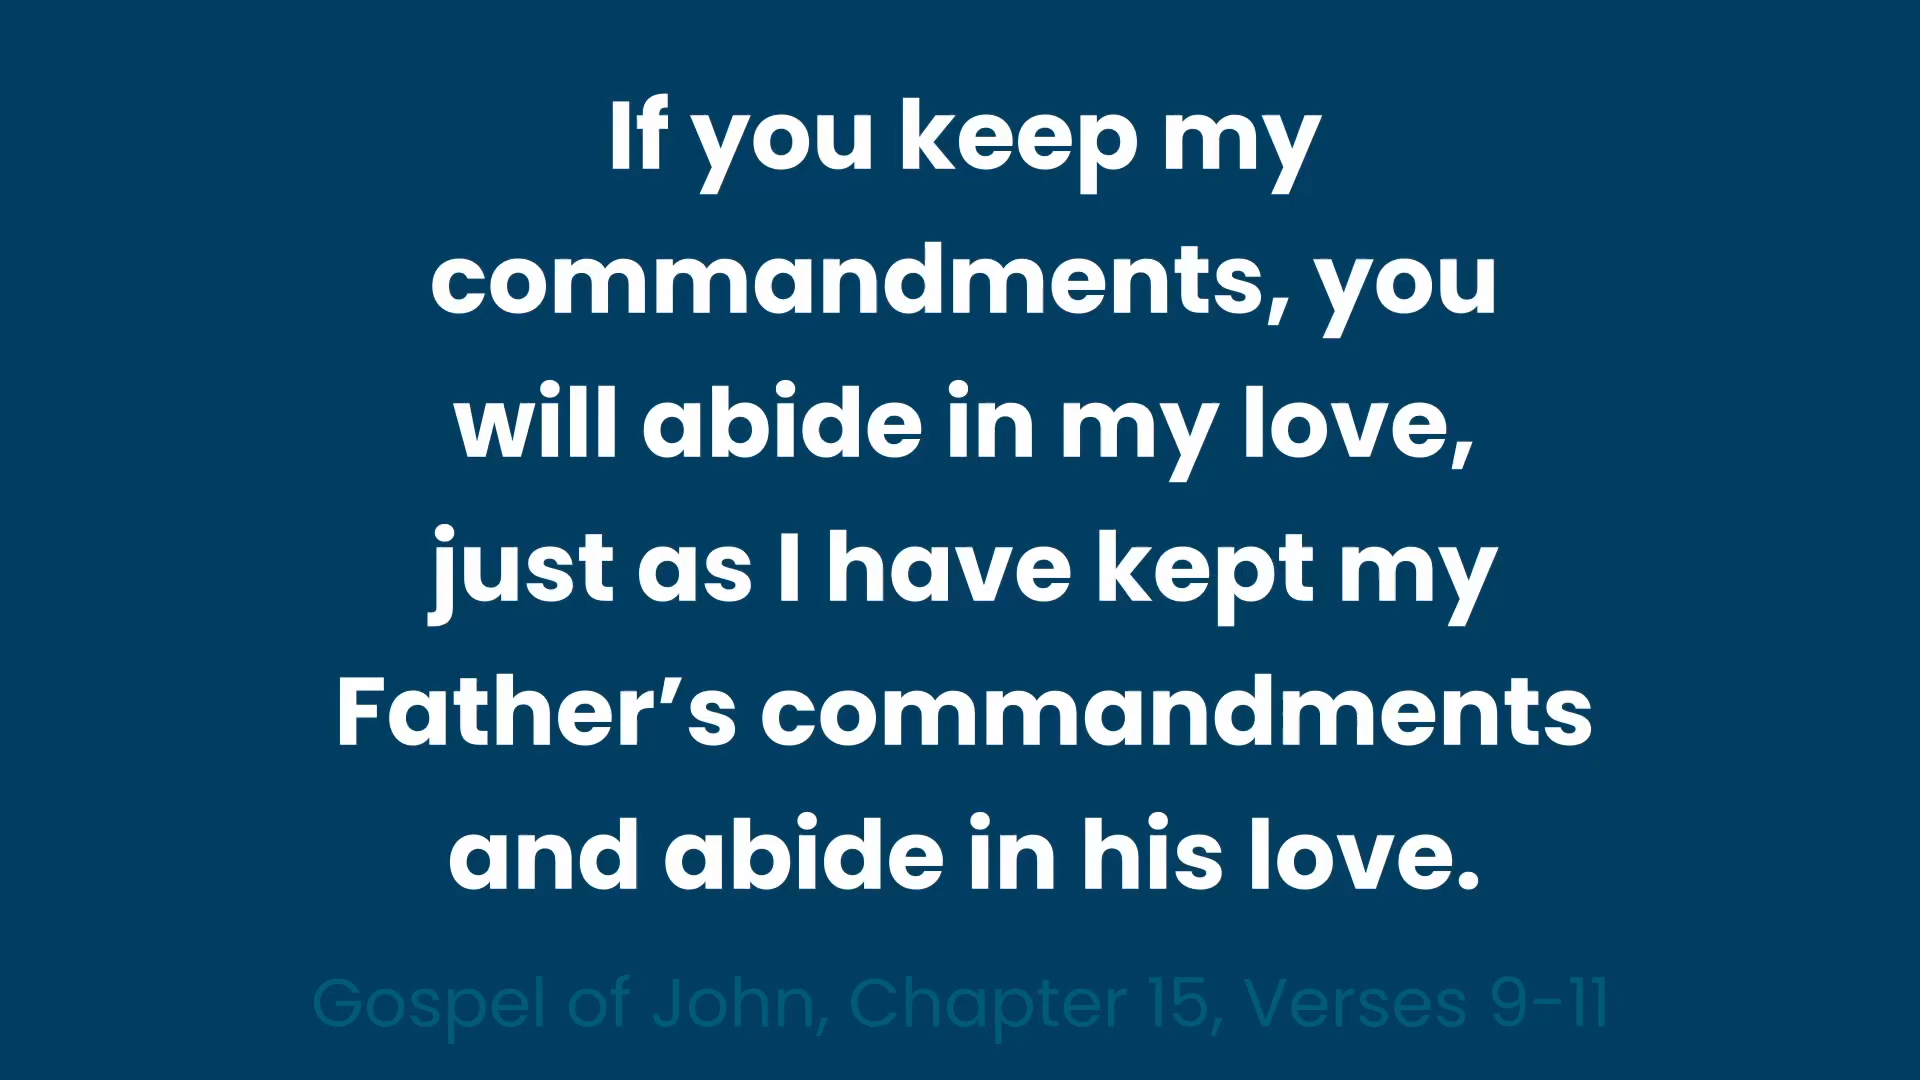 If you keep my
commandments, you
will abide in my love,
just as I have kept my
Father’s commandments
and abide in his love.
Gospel of John, Chapter 15, Verses 9-11